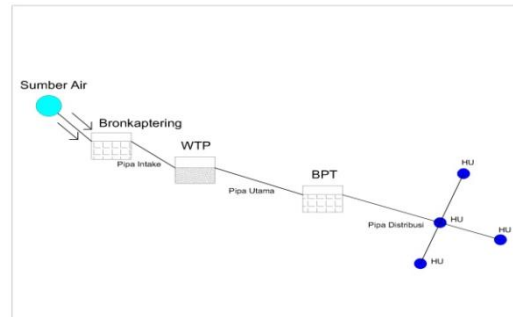 Sumber Air
Bronkaptering
WTP
Pipa Intake
BPT
Pipa Utama
HU
Pipa Distribusi
HU
HU
HU